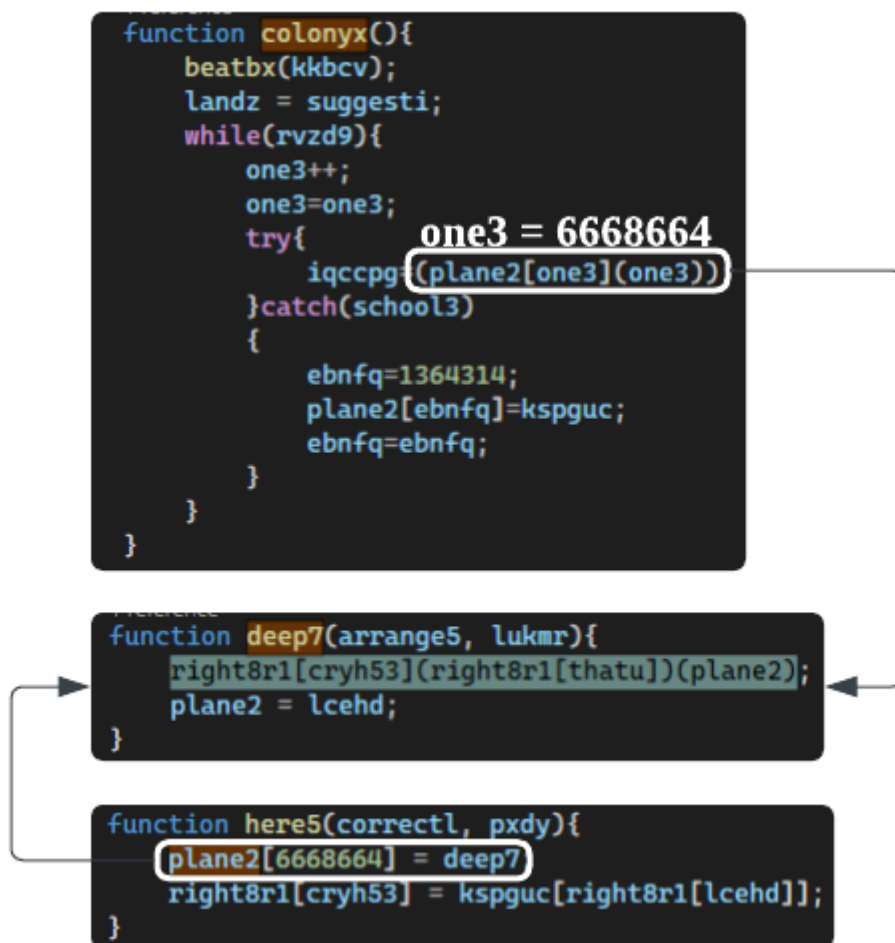 function colonyx(){
beatbx(kkbcv);
landz = suggesti;
while(rvzd9){
one3++;
one3=one3;
try{
one3 = 6668664
iqccpg=(plane2[one3](one3))
}catch(school3)
{
ebnfq=1364314;
plane2[ebnfq]=kspguc;
ebnfq=ebnfq;
}
}
}
function deep7(arrange5, lukmr){
right8r1[cryh53](right8r1[thatu])(plane2);
plane2 = lcehd;
}
function here5(correctl, pxdy){
plane2[6668664] = deep7
right8r1[cryh53] = kspguc[right8r1[lcehd]];
}